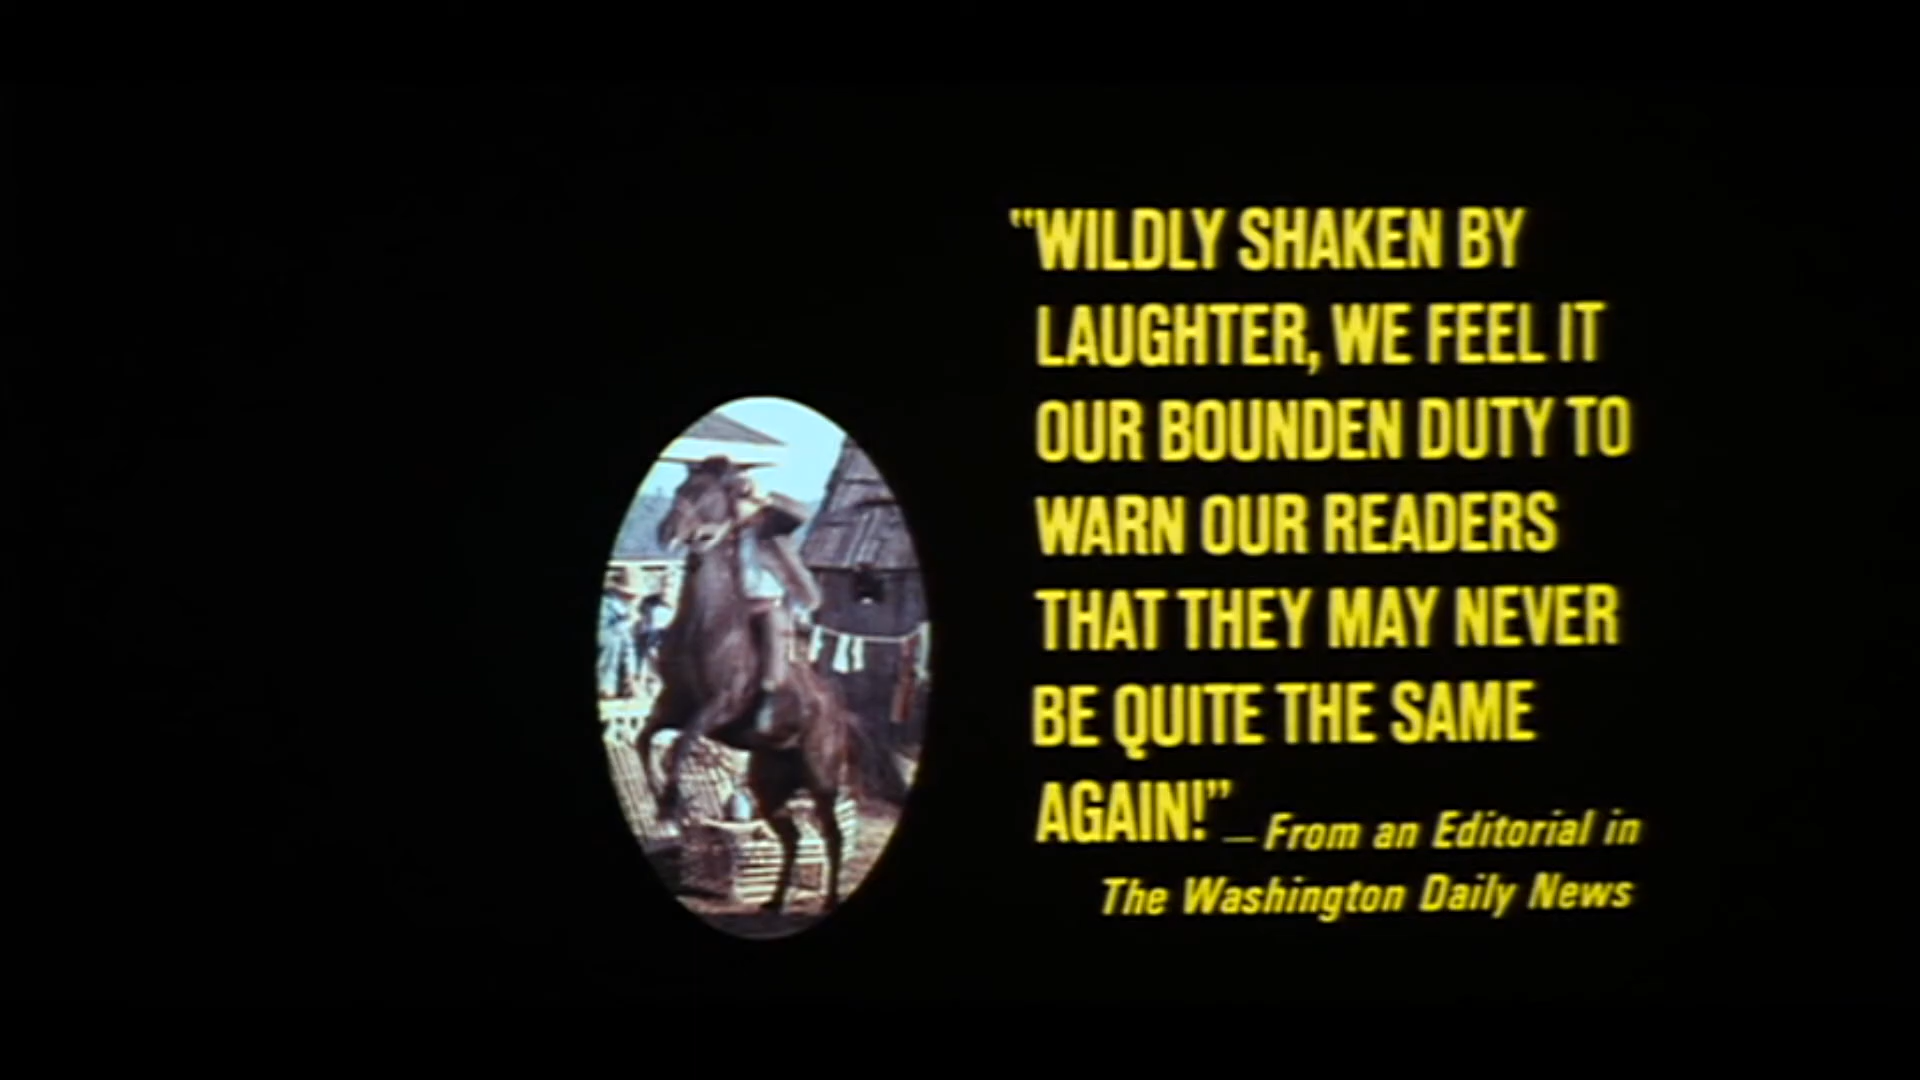 “WILDLY SHAKEN BY
LAUGHTER, WE FEEL IT
OUR BOUNDEN DUTY TO
WARN OUR READERS
THAT THEY MAY NEVER
BE QUITE THE SAME
AGAIN!” — From an Editorial in
The Washington Daily News